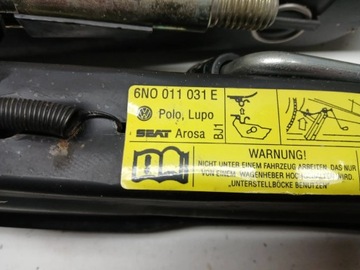 6N0 011 031 E
Polo, Lupo
SEAT Arosa
BJ1
WARNUNG!
NICHT UNTER EINEM FAHRZEUG ARBEITEN, DAS NUR
VON EINEM WAGENHEBER HOCHGEHALTEN WIRD.
„UNTERSTELLBÖCKE BENUTZEN"